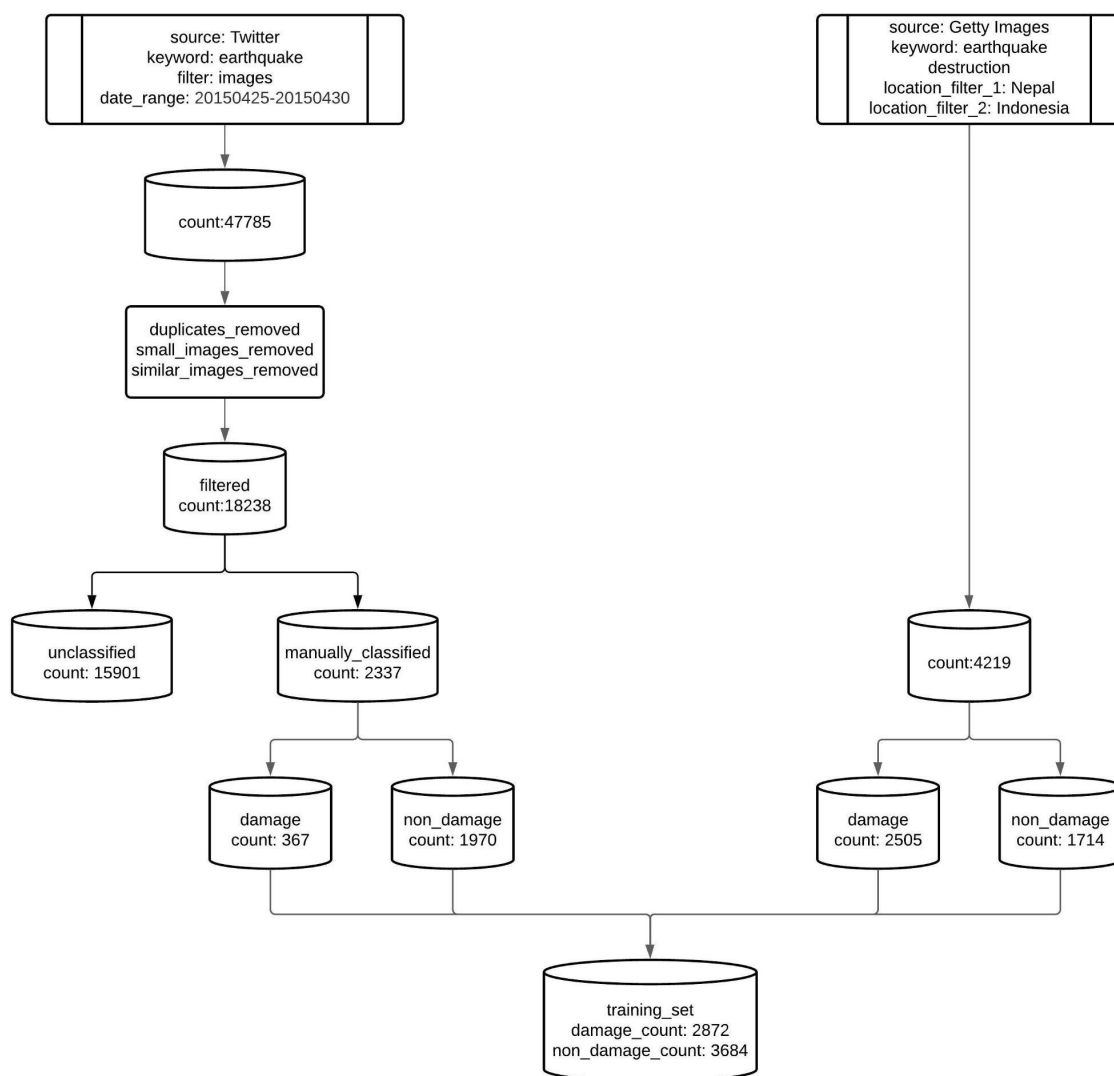 source: Twitter
keyword: earthquake
filter: images
date_range: 20150425-20150430
source: Getty Images
keyword: earthquake
destruction
location_filter_1: Nepal
location_filter_2: Indonesia
count:47785
duplicates_removed
small_images_removed
similar_images_removed
filtered
count:18238
unclassified
count: 15901
manually_classified
count: 2337
count:4219
damage
count: 367
non_damage
count: 1970
damage
count: 2505
non_damage
count: 1714
training_set
damage_count: 2872
non_damage_count: 3684